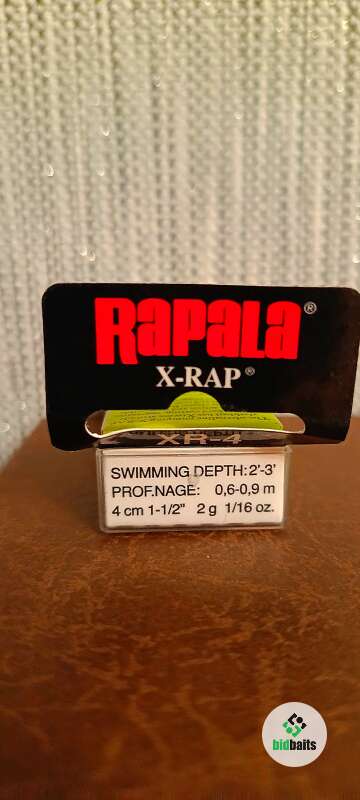 RAPALA®
X-RAP®
XR-4
SWIMMING DEPTH: 2'-3'
PROF.NAGE: 0,6-0,9 m
4 cm 1-1/2" 2 g 1/16 oz.
bidbaits